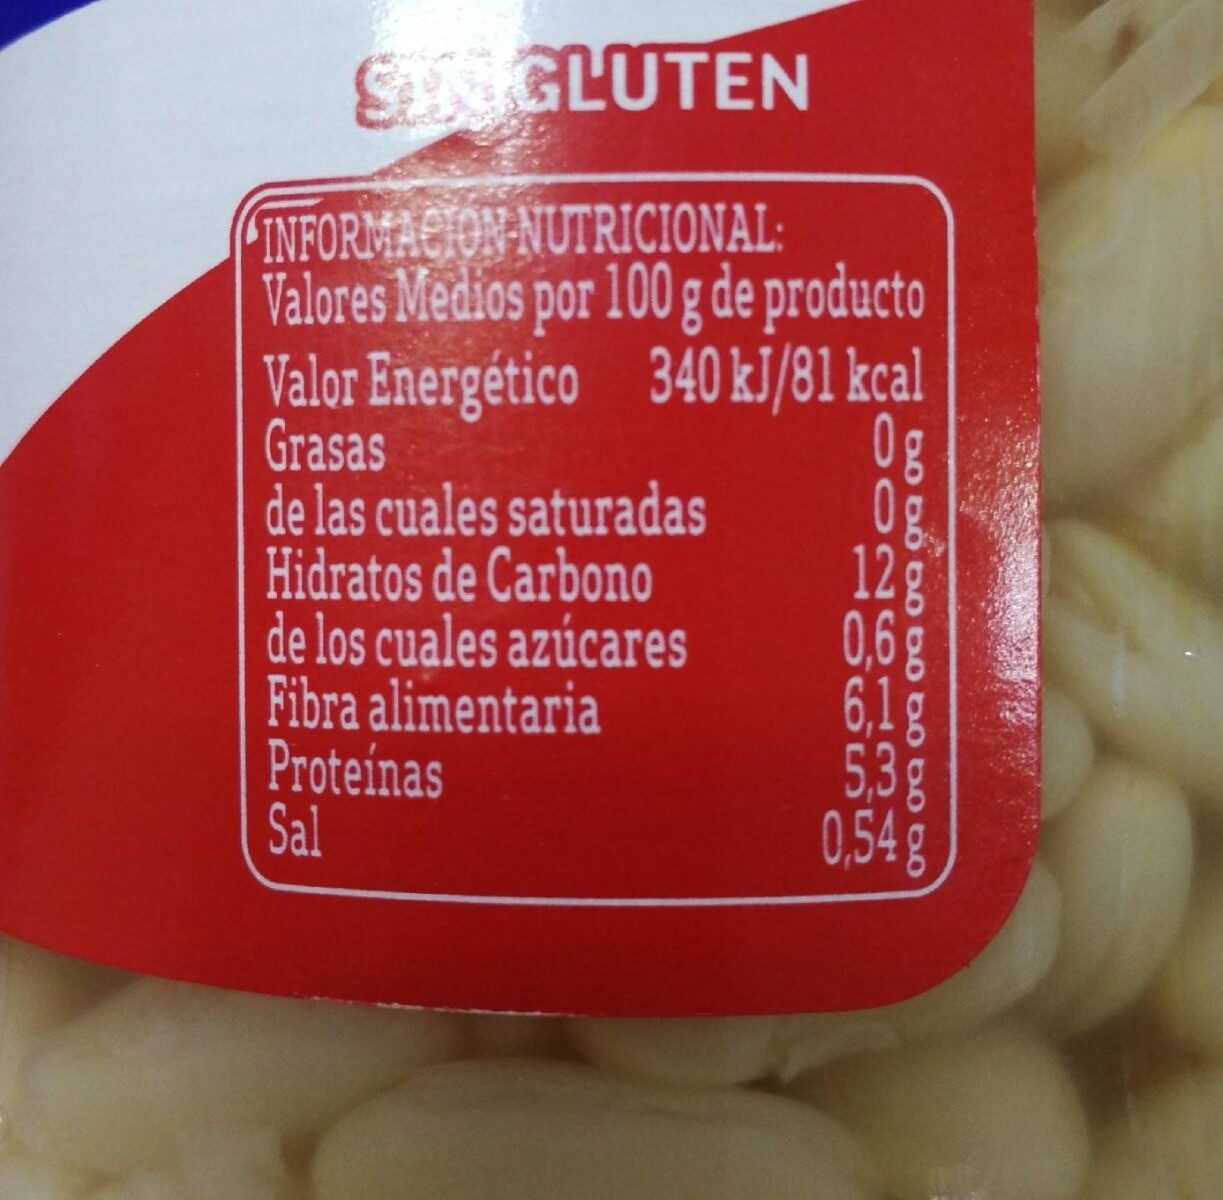 SIN GLUTEN
INFORMACIÓN NUTRICIONAL:
Valores Medios por 100 g de producto
Valor Energético 340 kJ/81 kcal
Grasas 0 g
de las cuales saturadas 0 g
Hidratos de Carbono 12 g
de los cuales azúcares 0,6 g
Fibra alimentaria 6,1 g
Proteínas 5,3 g
Sal 0,54 g